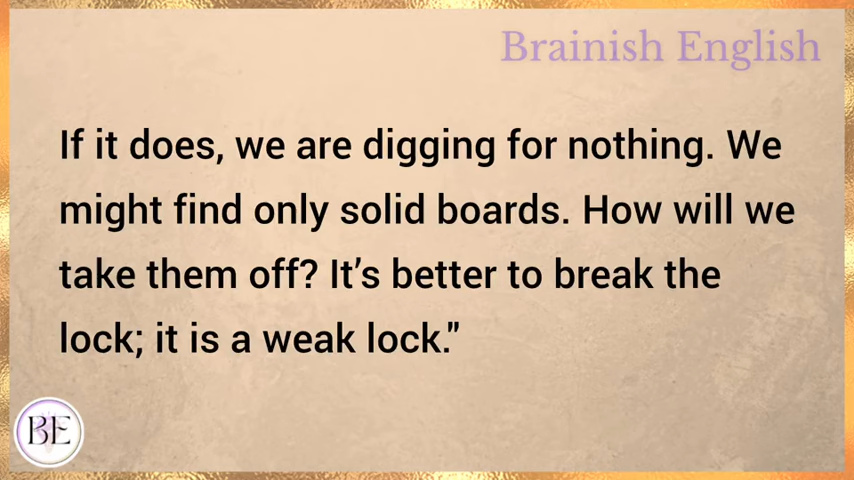 Brainish English
If it does, we are digging for nothing. We
might find only solid boards. How will we
take them off? It’s better to break the
lock; it is a weak lock."
BE